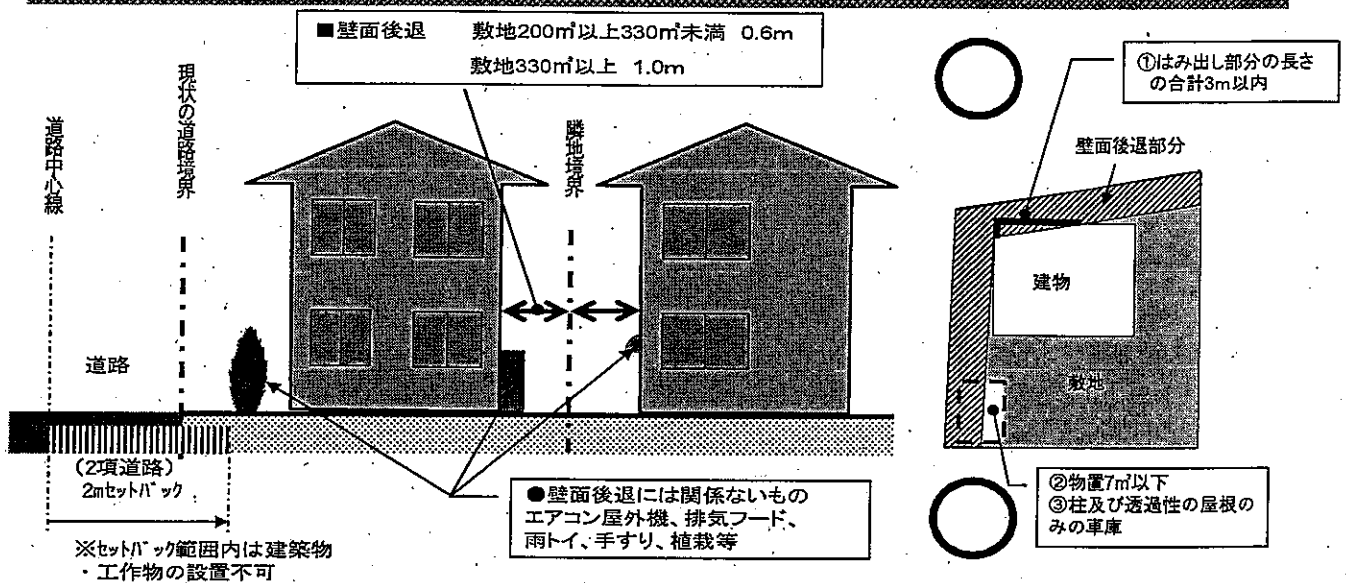 ■壁面後退 敷地200㎡以上330㎡未満 0.6m
敷地330㎡以上 1.0m
道路中心線
現状の道路境界
隣地境界
道路
(2項道路)
2mセットバック
※セットバック範囲内は建築物
・工作物の設置不可
●壁面後退には関係ないもの
エアコン屋外機、排気フード、
雨トイ、手すり、植栽等
①はみ出し部分の長さ
の合計3m以内
壁面後退部分
建物
敷地
②物置7㎡以下
③柱及び透過性の屋根の
みの車庫